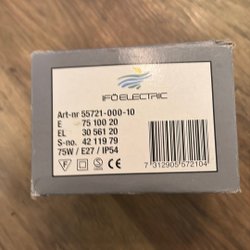 IFÖ ELECTRIC
Art-nr 55721-000-10
E 75 100 20
EL 30 561 20
S-no. 42 119 79
75W / E27 / IP54
7 312905 572104